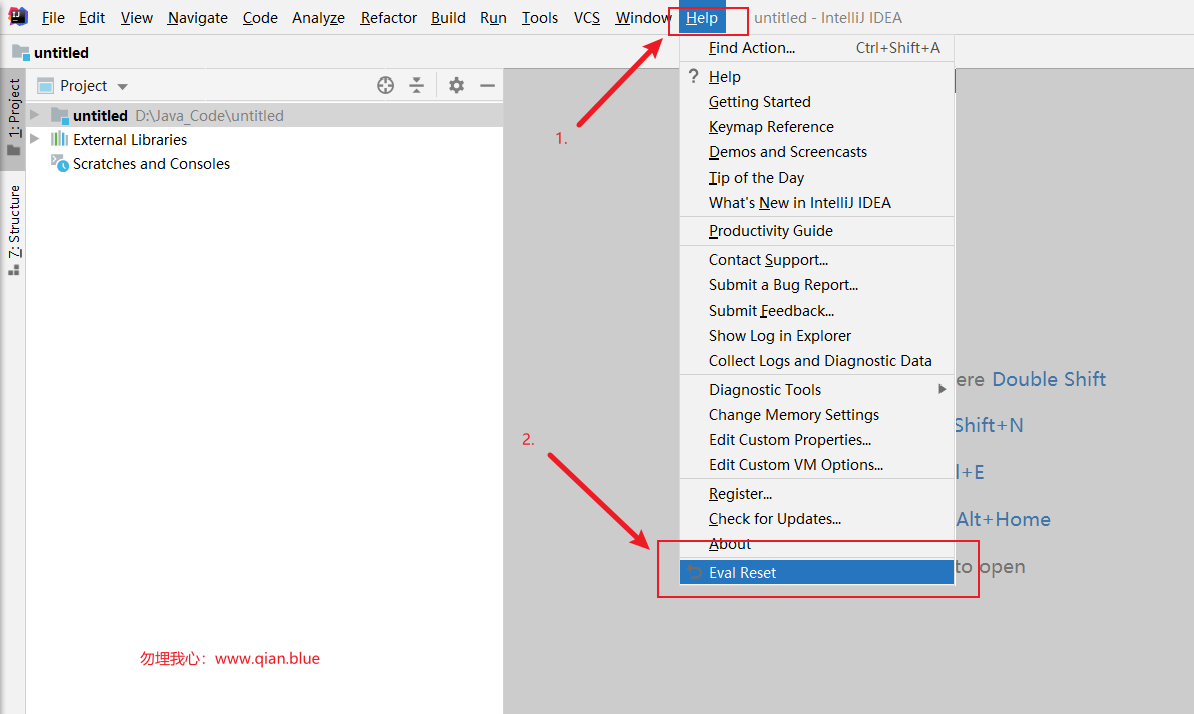 File Edit View Navigate Code Analyze Refactor Build Run Tools VCS Window Help untitled - IntelliJ IDEA
untitled
Project
1: Project
7: Structure
untitled D:\Java_Code\untitled
External Libraries
Scratches and Consoles
1.
2.
Find Action... Ctrl+Shift+A
? Help
Getting Started
Keymap Reference
Demos and Screencasts
Tip of the Day
What's New in IntelliJ IDEA
Productivity Guide
Contact Support...
Submit a Bug Report...
Submit Feedback...
Show Log in Explorer
Collect Logs and Diagnostic Data
Diagnostic Tools
Change Memory Settings
Edit Custom Properties...
Edit Custom VM Options...
Register...
Check for Updates...
About
Eval Reset
ere Double Shift
Shift+N
l+E
Alt+Home
to open
勿埋我心：www.qian.blue